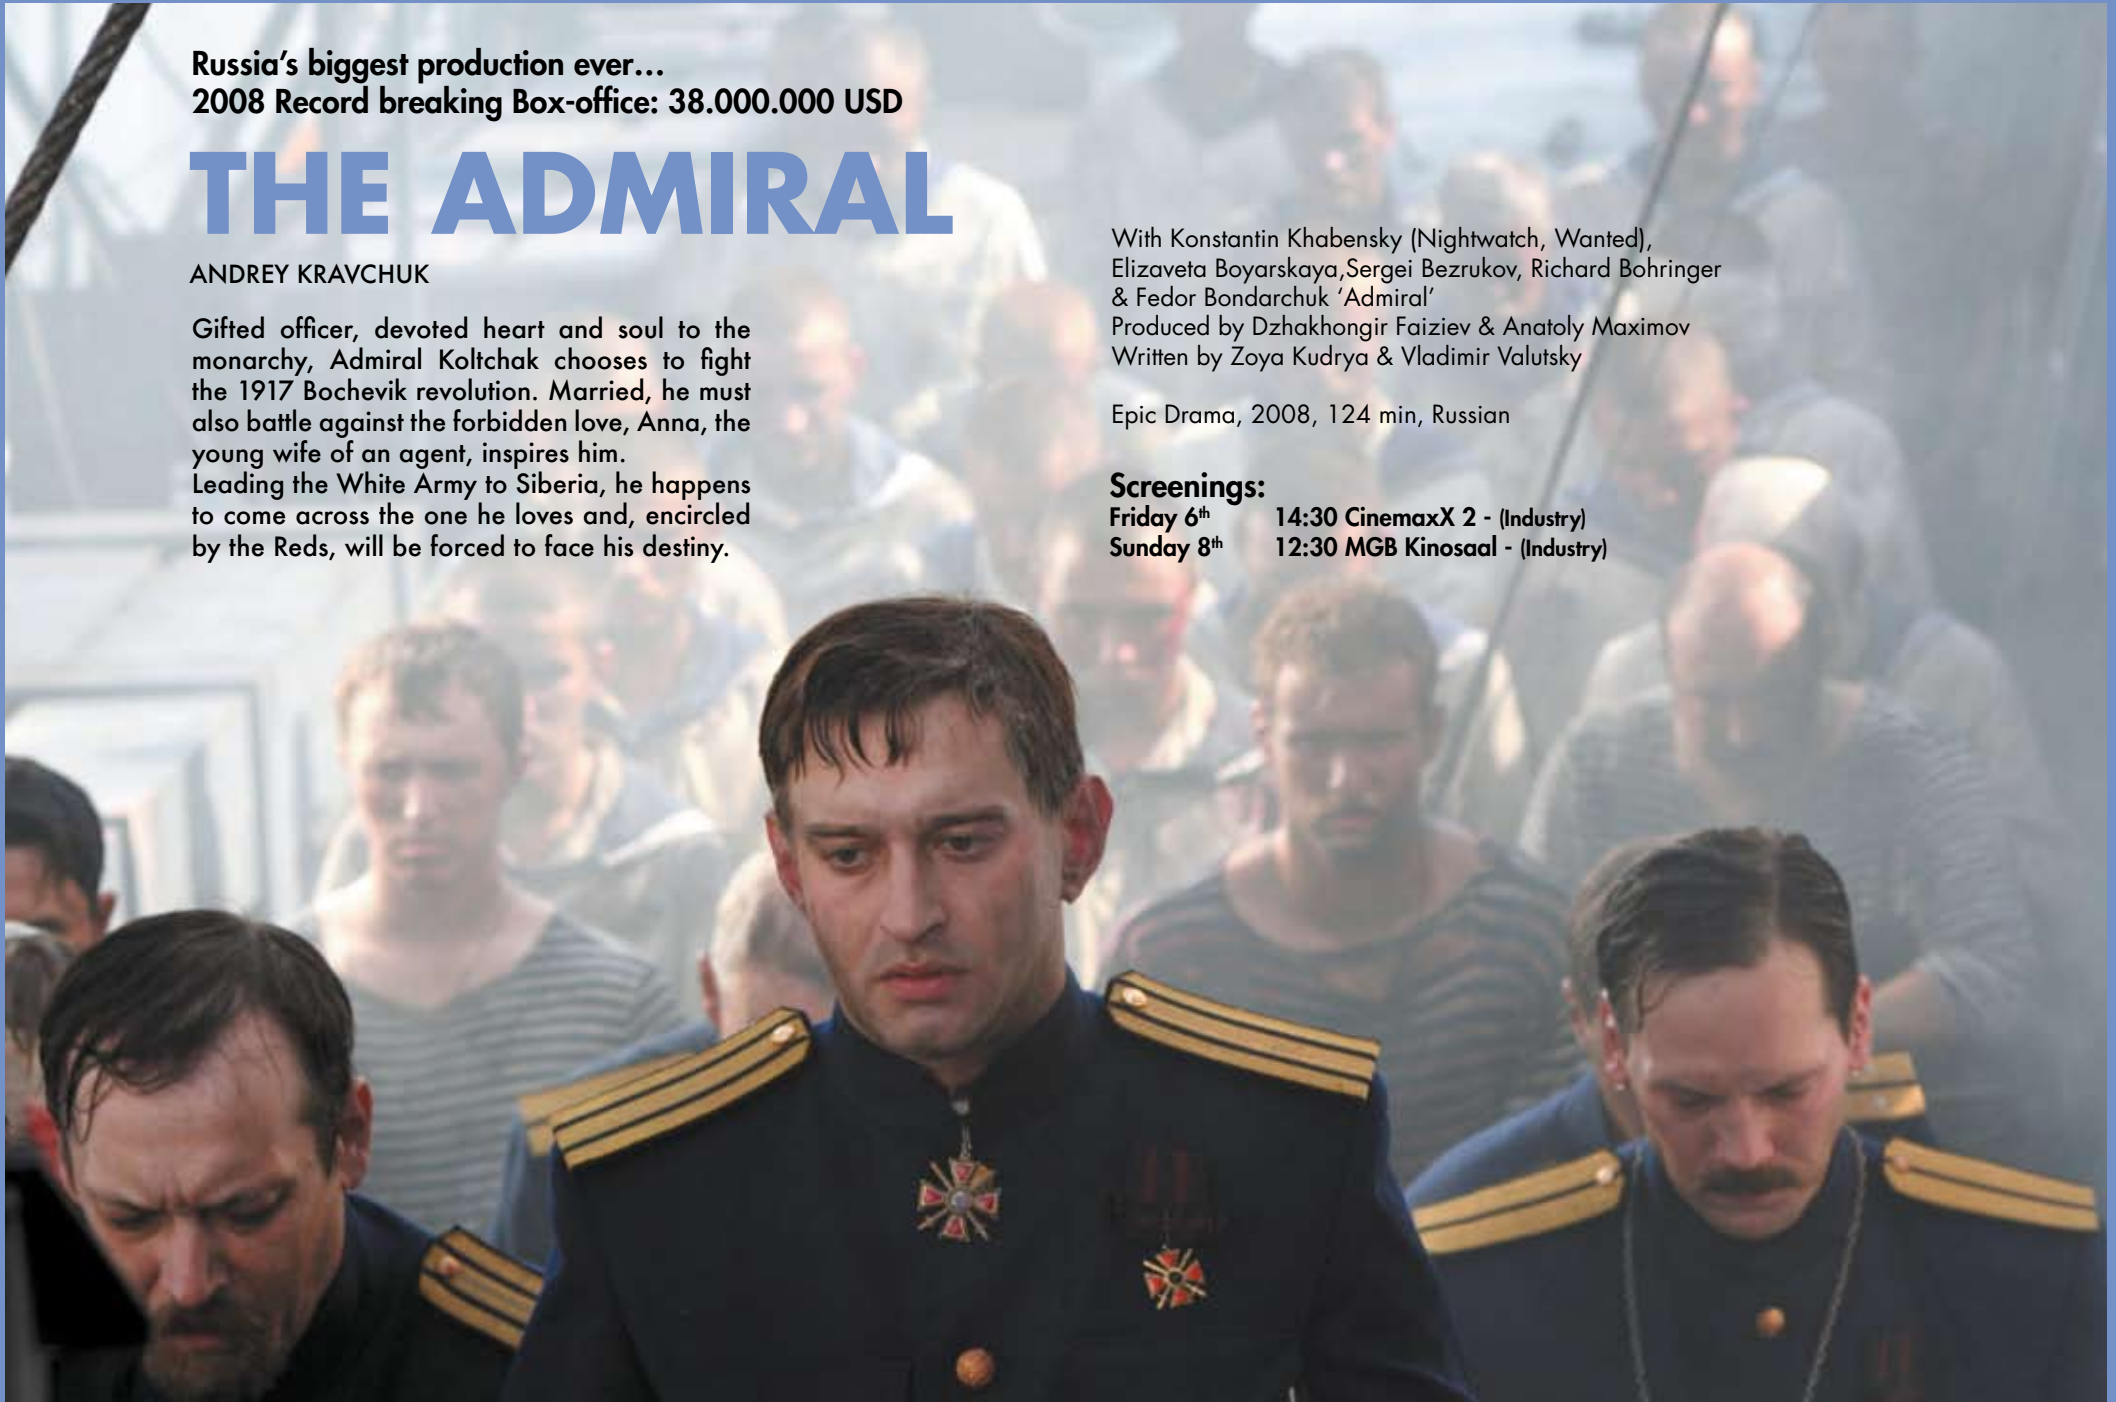 Russia's biggest production ever...
2008 Record breaking Box-office: 38.000.000 USD
THE ADMIRAL
ANDREY KRAVCHUK
Gifted officer, devoted heart and soul to the
monarchy, Admiral Koltchak chooses to fight
the 1917 Bochevik revolution. Married, he must
also battle against the forbidden love, Anna, the
young wife of an agent, inspires him.
Leading the White Army to Siberia, he happens
to come across the one he loves and, encircled
by the Reds, will be forced to face his destiny.
With Konstantin Khabensky (Nightwatch, Wanted),
Elizaveta Boyarskaya,Sergei Bezrukov, Richard Bohringer
& Fedor Bondarchuk ‘Admiral’
Produced by Dzhakhongir Faiziev & Anatoly Maximov
Written by Zoya Kudrya & Vladimir Valutsky
Epic Drama, 2008, 124 min, Russian
Screenings:
Friday 6th 14:30 CinemaxX 2 - (Industry)
Sunday 8th 12:30 MGB Kinosaal - (Industry)